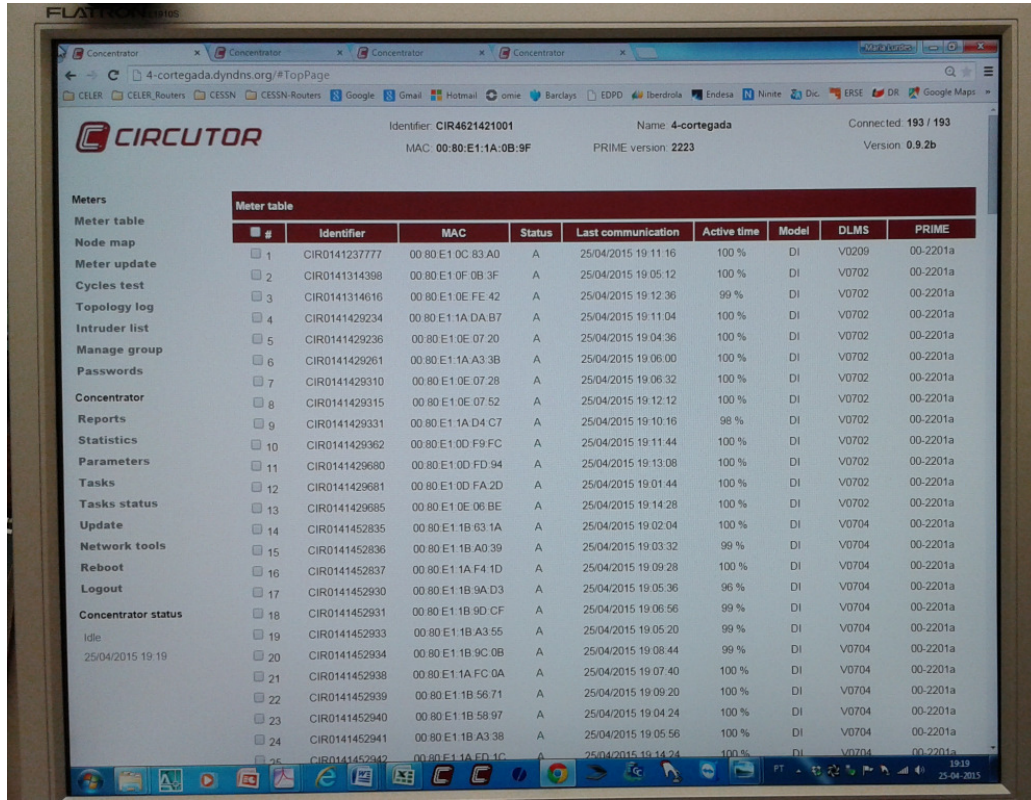 FLATRON
Concentrator Concentrator Concentrator Concentrator
4-cortegada.dyndns.org/#TopPage
CELER CELER_Routers CESSN CESSN-Routers Google Gmail Hotmail omie Barclays EDPD Iberdrola Endesa Ninite Dic. ERSE DR Google Maps »
CIRCUTOR
Identifier: CIR4621421001 Name: 4-cortegada Connected: 193 / 193
MAC: 00:80:E1:1A:0B:9F PRIME version: 2223 Version: 0.9.2b
Meters
Meter table
Node map
Meter update
Cycles test
Topology log
Intruder list
Manage group
Passwords
Concentrator
Reports
Statistics
Parameters
Tasks
Tasks status
Update
Network tools
Reboot
Logout
Concentrator status
Idle
25/04/2015 19:19
Meter table
# Identifier MAC Status Last communication Active time Model DLMS PRIME
1 CIR0141237777 00:80:E1:0C:83:A0 A 25/04/2015 19:11:16 100 % DI V0209 00-2201a
2 CIR0141314398 00:80:E1:0F:0B:3F A 25/04/2015 19:05:12 100 % DI V0702 00-2201a
3 CIR0141314616 00:80:E1:0E:FE:42 A 25/04/2015 19:12:36 99 % DI V0702 00-2201a
4 CIR0141429234 00:80:E1:1A:DA:B7 A 25/04/2015 19:11:04 100 % DI V0702 00-2201a
5 CIR0141429236 00:80:E1:0E:07:20 A 25/04/2015 19:04:36 100 % DI V0702 00-2201a
6 CIR0141429261 00:80:E1:1A:A3:3B A 25/04/2015 19:06:00 100 % DI V0702 00-2201a
7 CIR0141429310 00:80:E1:0E:07:28 A 25/04/2015 19:06:32 100 % DI V0702 00-2201a
8 CIR0141429315 00:80:E1:0E:07:52 A 25/04/2015 19:12:12 100 % DI V0702 00-2201a
9 CIR0141429331 00:80:E1:1A:D4:C7 A 25/04/2015 19:10:16 98 % DI V0702 00-2201a
10 CIR0141429362 00:80:E1:0D:F9:FC A 25/04/2015 19:11:44 100 % DI V0702 00-2201a
11 CIR0141429680 00:80:E1:0D:FD:94 A 25/04/2015 19:13:08 100 % DI V0702 00-2201a
12 CIR0141429681 00:80:E1:0D:FA:2D A 25/04/2015 19:01:44 100 % DI V0702 00-2201a
13 CIR0141429685 00:80:E1:0E:06:BE A 25/04/2015 19:14:28 100 % DI V0702 00-2201a
14 CIR0141452835 00:80:E1:1B:63:1A A 25/04/2015 19:02:04 100 % DI V0704 00-2201a
15 CIR0141452836 00:80:E1:1B:A0:39 A 25/04/2015 19:03:32 99 % DI V0704 00-2201a
16 CIR0141452837 00:80:E1:1A:F4:1D A 25/04/2015 19:09:28 100 % DI V0704 00-2201a
17 CIR0141452930 00:80:E1:1B:9A:D3 A 25/04/2015 19:05:36 96 % DI V0704 00-2201a
18 CIR0141452931 00:80:E1:1B:9D:CF A 25/04/2015 19:06:56 99 % DI V0704 00-2201a
19 CIR0141452933 00:80:E1:1B:A3:55 A 25/04/2015 19:05:20 99 % DI V0704 00-2201a
20 CIR0141452934 00:80:E1:1B:9C:0B A 25/04/2015 19:08:44 99 % DI V0704 00-2201a
21 CIR0141452938 00:80:E1:1A:FC:0A A 25/04/2015 19:07:40 100 % DI V0704 00-2201a
22 CIR0141452939 00:80:E1:1B:56:71 A 25/04/2015 19:09:20 100 % DI V0704 00-2201a
23 CIR0141452940 00:80:E1:1B:58:97 A 25/04/2015 19:04:24 100 % DI V0704 00-2201a
24 CIR0141452941 00:80:E1:1B:A3:38 A 25/04/2015 19:05:56 100 % DI V0704 00-2201a
25 CIR0141452942 00:80:E1:1A:FD:1C A 25/04/2015 19:14:24 100 % DI V0704 00-2201a
PT 19:19
25-04-2015